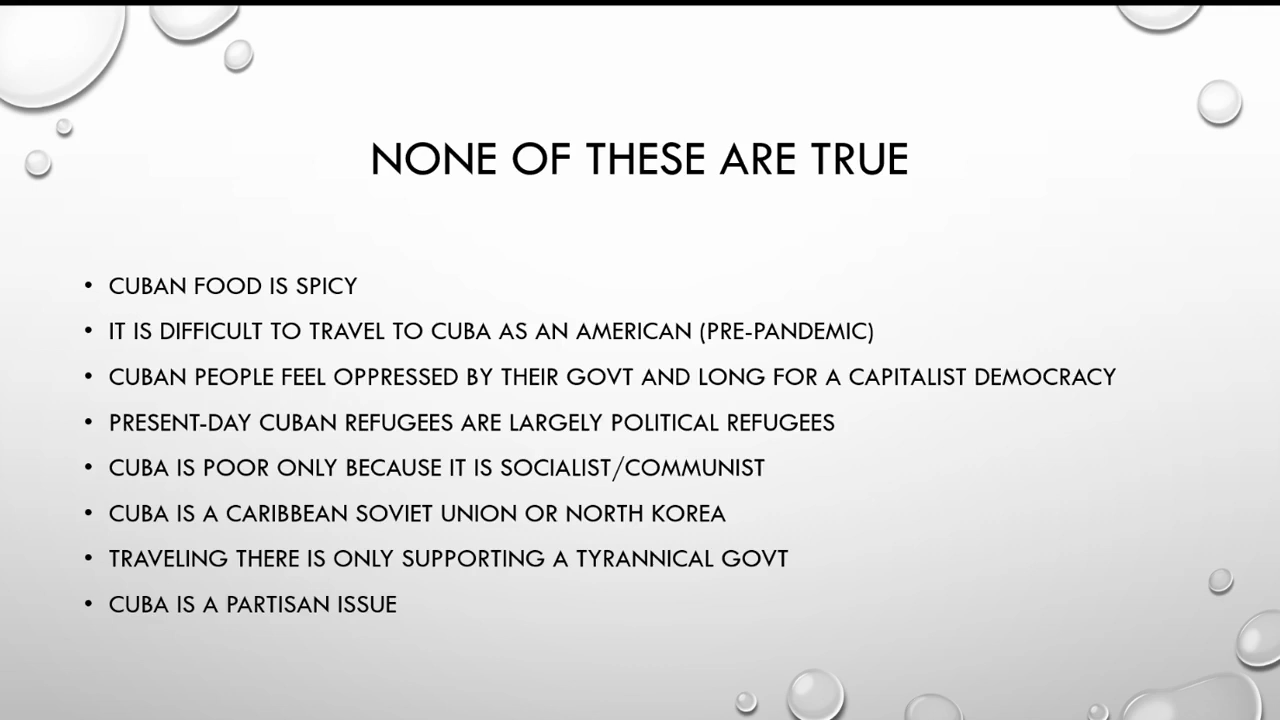 NONE OF THESE ARE TRUE
• CUBAN FOOD IS SPICY
• IT IS DIFFICULT TO TRAVEL TO CUBA AS AN AMERICAN (PRE-PANDEMIC)
• CUBAN PEOPLE FEEL OPPRESSED BY THEIR GOVT AND LONG FOR A CAPITALIST DEMOCRACY
• PRESENT-DAY CUBAN REFUGEES ARE LARGELY POLITICAL REFUGEES
• CUBA IS POOR ONLY BECAUSE IT IS SOCIALIST/COMMUNIST
• CUBA IS A CARIBBEAN SOVIET UNION OR NORTH KOREA
• TRAVELING THERE IS ONLY SUPPORTING A TYRANNICAL GOVT
• CUBA IS A PARTISAN ISSUE